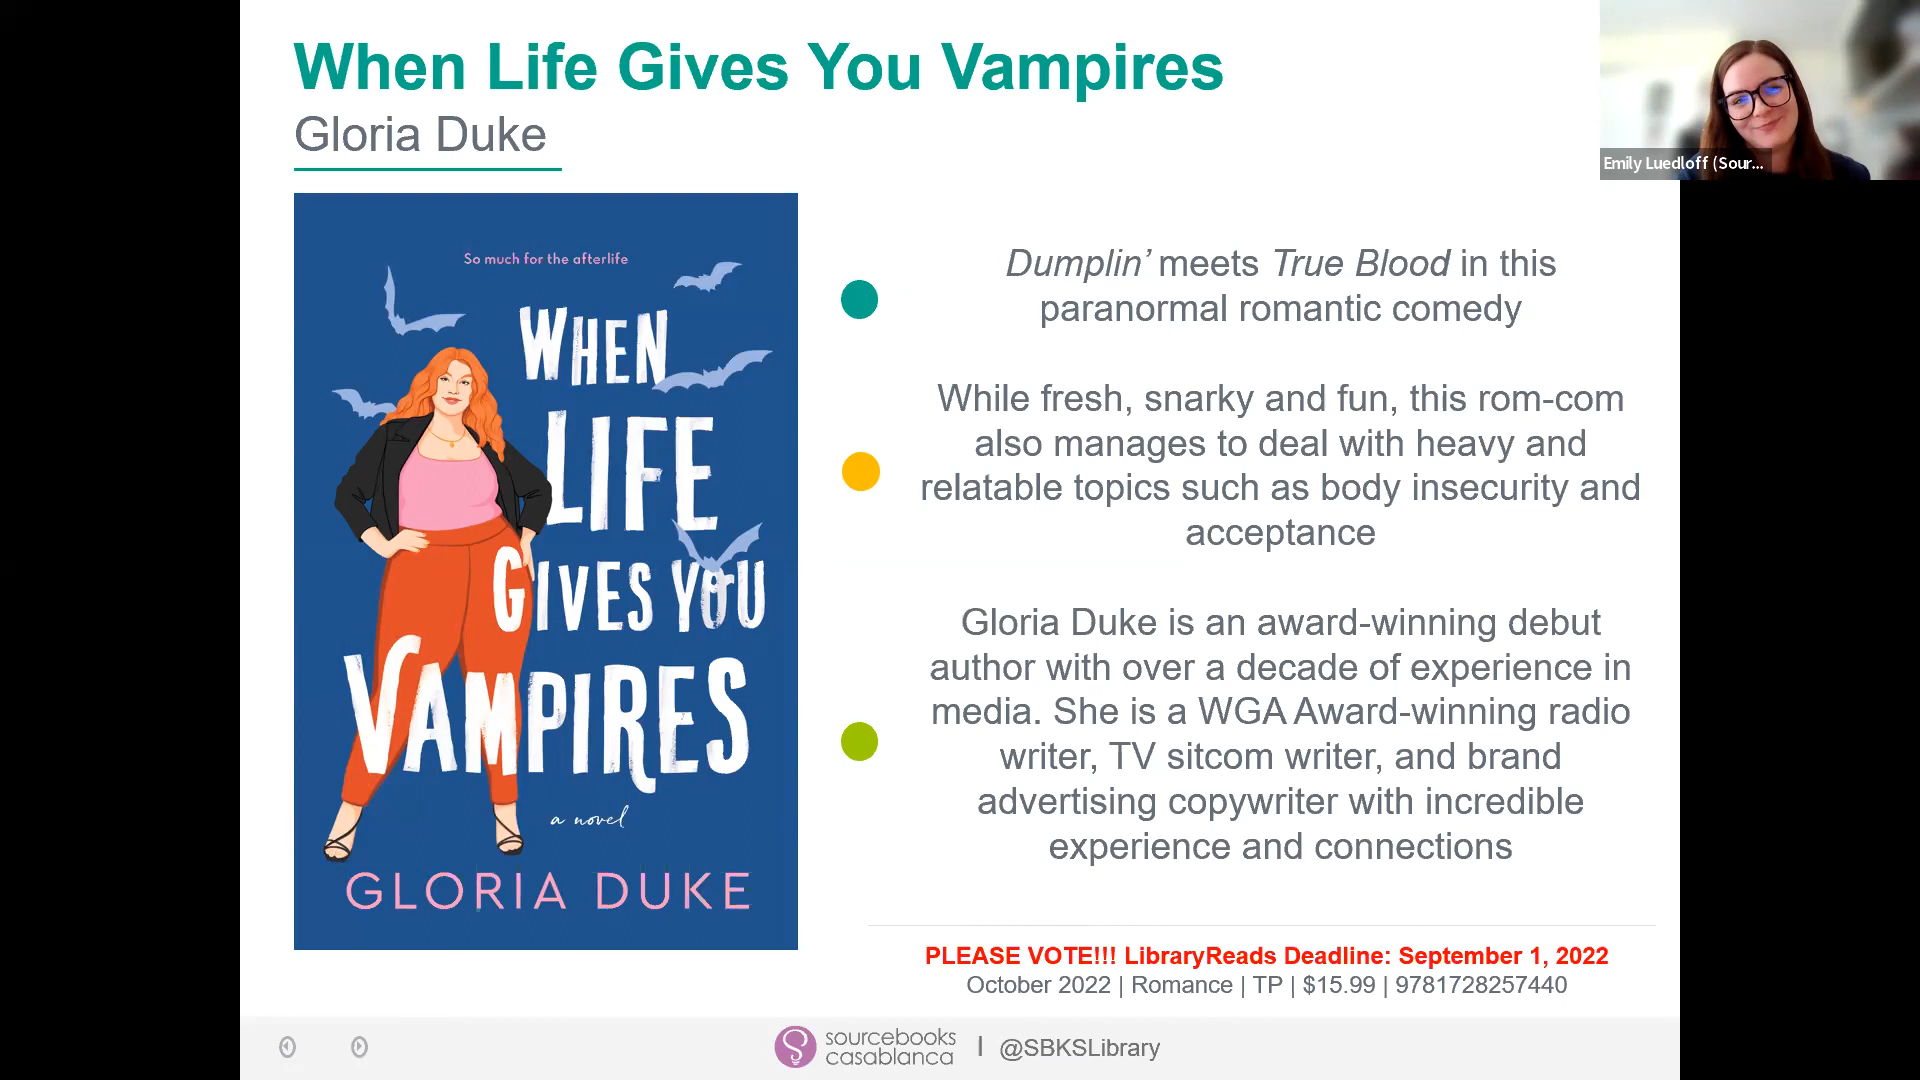 When Life Gives You Vampires
Gloria Duke
Emily Luedloff (Sour...
So much for the afterlife
WHEN
LIFE
GIVES YOU
VAMPIRES
a novel
GLORIA DUKE
Dumplin’ meets True Blood in this
paranormal romantic comedy
While fresh, snarky and fun, this rom-com
also manages to deal with heavy and
relatable topics such as body insecurity and
acceptance
Gloria Duke is an award-winning debut
author with over a decade of experience in
media. She is a WGA Award-winning radio
writer, TV sitcom writer, and brand
advertising copywriter with incredible
experience and connections
PLEASE VOTE!!! LibraryReads Deadline: September 1, 2022
October 2022 | Romance | TP | $15.99 | 9781728257440
sourcebooks
casablanca
| @SBKSLibrary